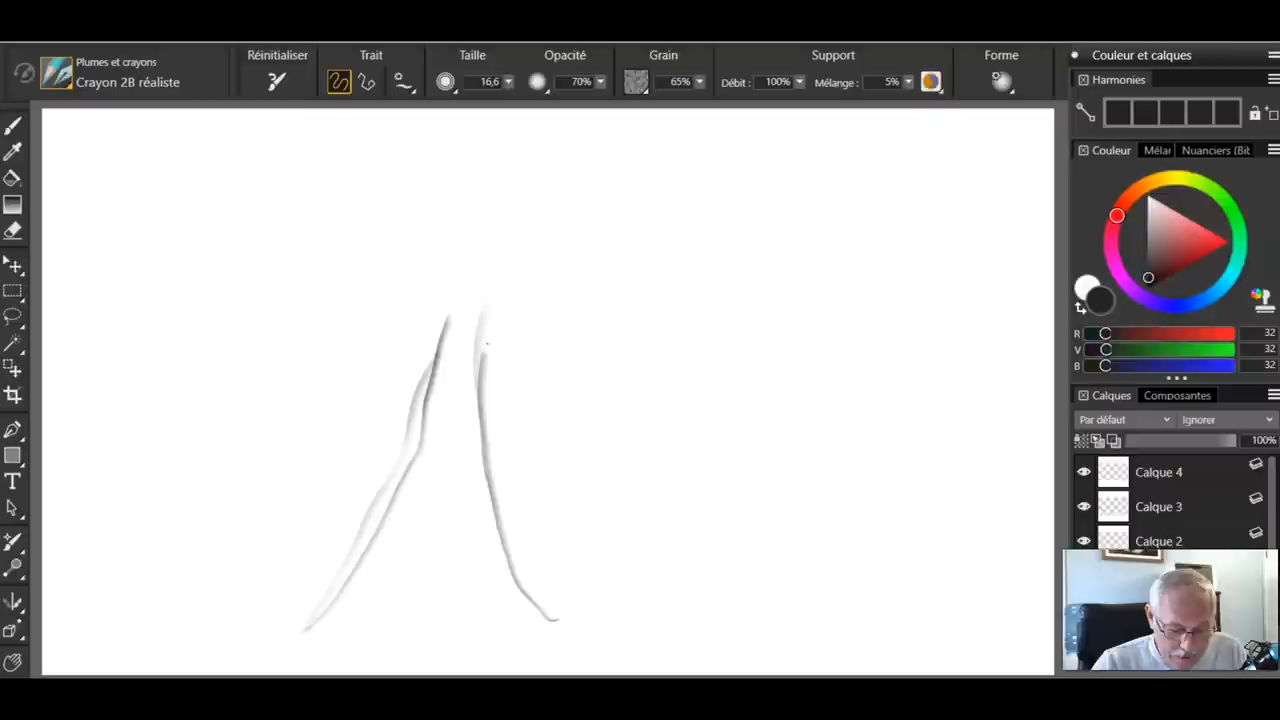 Plumes et crayons
Crayon 2B réaliste
Réinitialiser
Trait
Taille
16,6
Opacité
70%
Grain
65%
Support
Débit : 100%
Mélange : 5%
Forme
Couleur et calques
Harmonies
Couleur
Mélar
Nuanciers (Bit
R 32
V 32
B 32
Calques
Composantes
Par défaut
Ignorer
100%
Calque 4
Calque 3
Calque 2
T